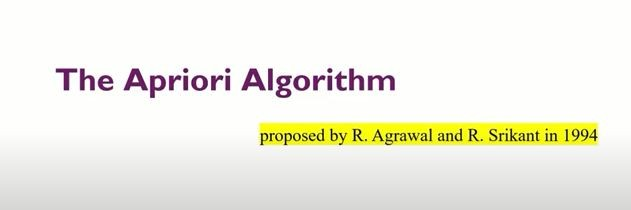 The Apriori Algorithm
proposed by R. Agrawal and R. Srikant in 1994